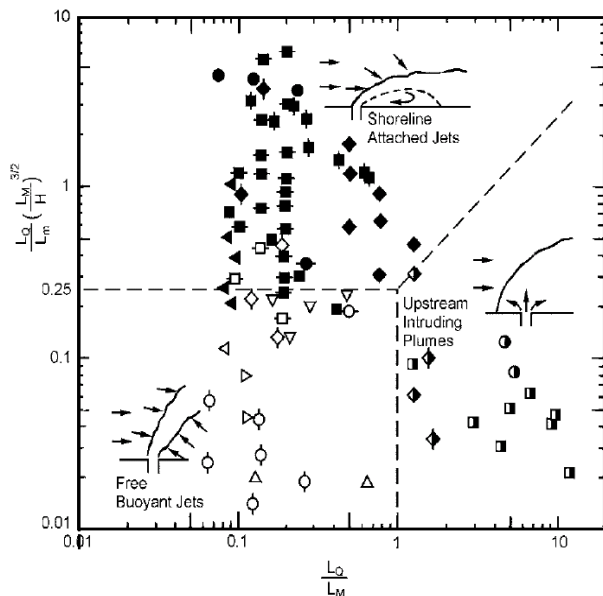 10
Shoreline
Attached Jets
1
L_Q/L_m (L_M/H)^3/2
0.25
Upstream
Intruding
Plumes
0.1
Free
Buoyant Jets
0.01
0.01
0.1
1
10
L_Q/L_M